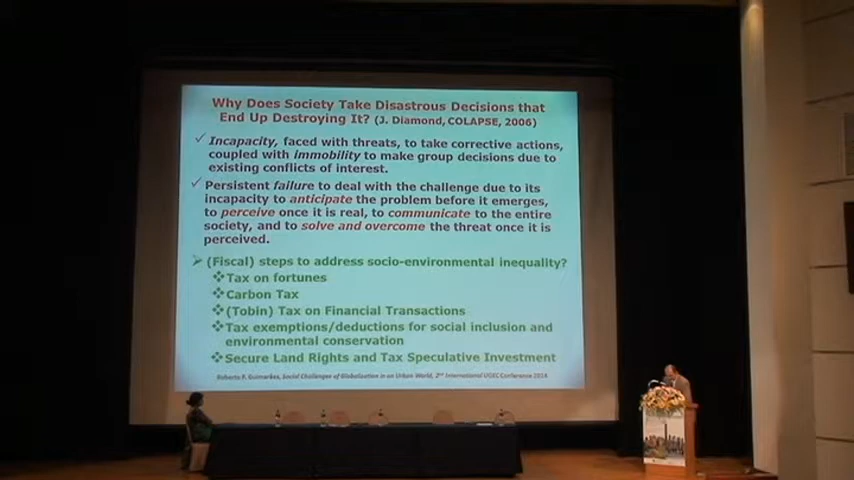 Why Does Society Take Disastrous Decisions that
End Up Destroying It? (J. Diamond, COLAPSE, 2006)
✓ Incapacity, faced with threats, to take corrective actions,
coupled with immobility to make group decisions due to
existing conflicts of interest.
✓ Persistent failure to deal with the challenge due to its
incapacity to anticipate the problem before it emerges,
to perceive once it is real, to communicate to the entire
society, and to solve and overcome the threat once it is
perceived.
➢ (Fiscal) steps to address socio-environmental inequality?
❖ Tax on fortunes
❖ Carbon Tax
❖ (Tobin) Tax on Financial Transactions
❖ Tax exemptions/deductions for social inclusion and
environmental conservation
❖ Secure Land Rights and Tax Speculative Investment
Roberto P. Guimarães, Social Challenges of Globalization in an Urban World, 2nd International UGEC Conference 2014